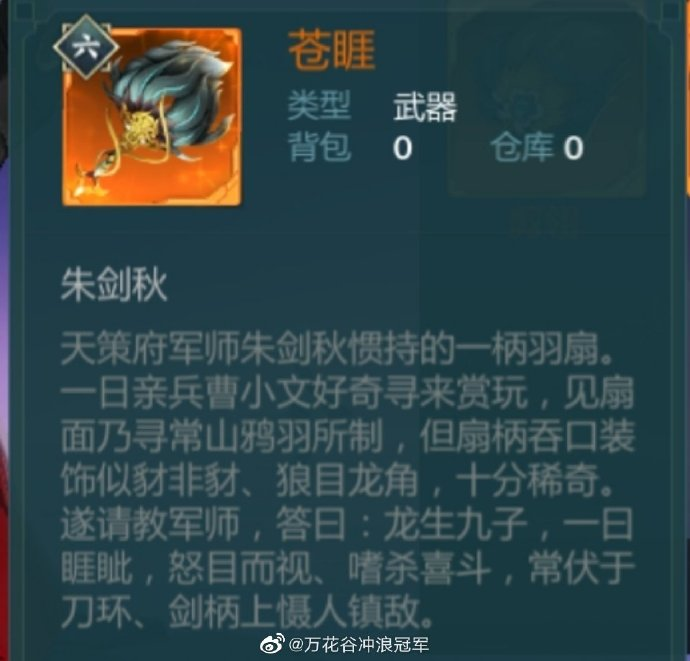 六
苍睚
类型 武器
背包 0 仓库 0
朱剑秋
天策府军师朱剑秋惯持的一柄羽扇。
一日亲兵曹小文好奇寻来赏玩，见扇
面乃寻常山鸦羽所制，但扇柄吞口装
饰似豺非豺、狼目龙角，十分稀奇。
遂请教军师，答曰：龙生九子，一曰
睚眦，怒目而视、嗜杀喜斗，常伏于
刀环、剑柄上慑人镇敌。
@万花谷冲浪冠军